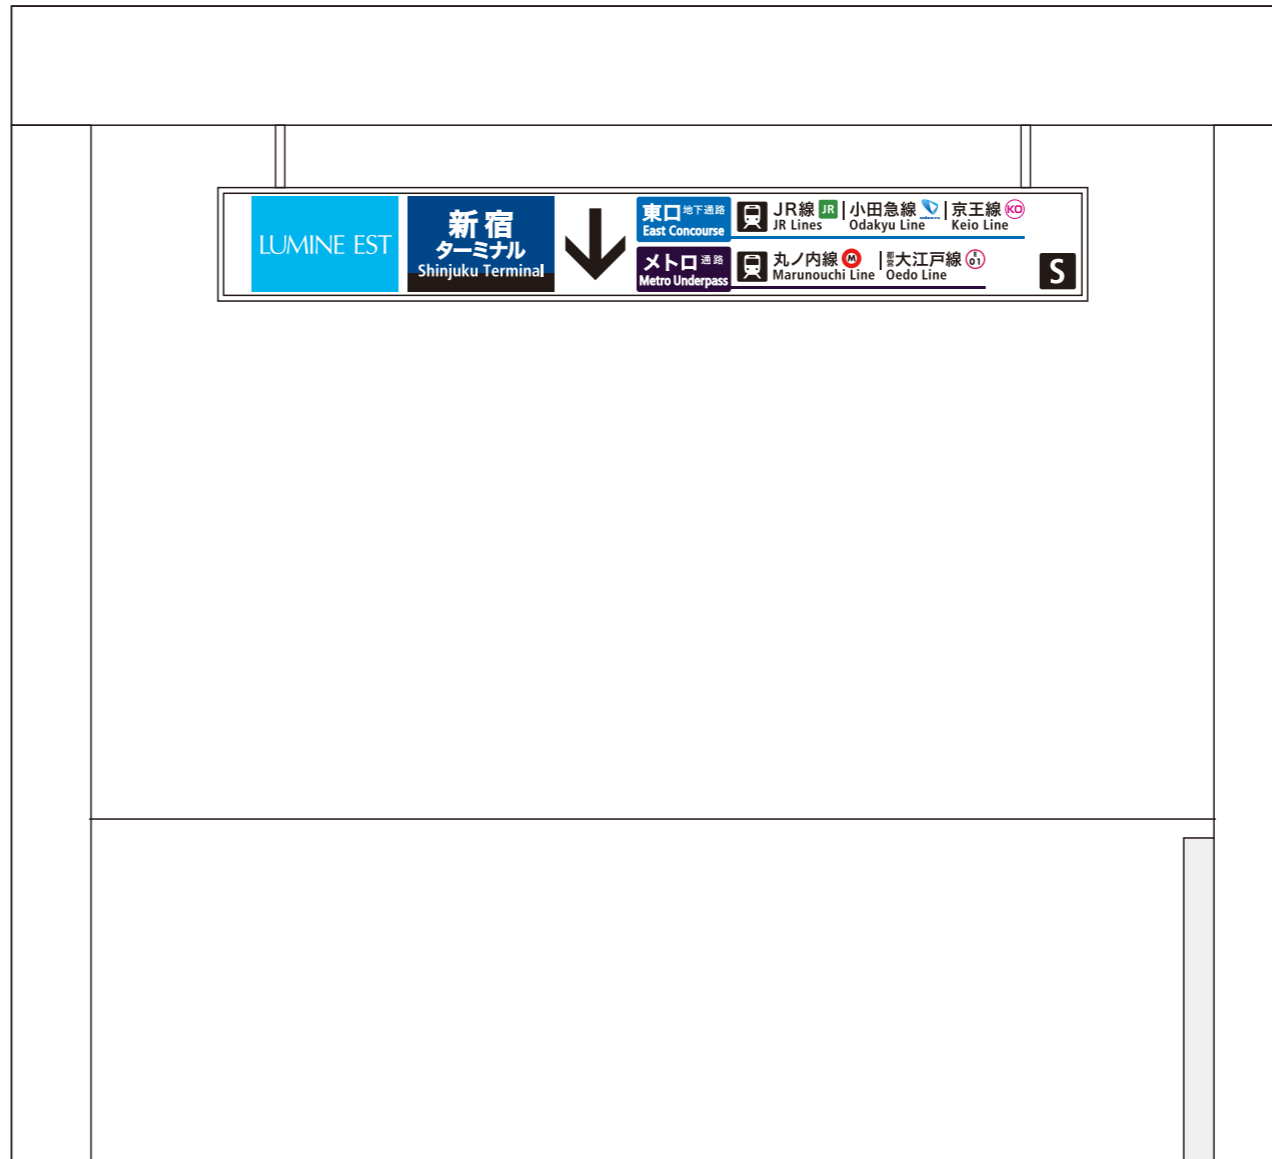 LUMINE EST
新宿
ターミナル
Shinjuku Terminal
東口 地下通路
East Concourse
JR線 JR
JR Lines
小田急線
Odakyu Line
京王線 KO
Keio Line
メトロ 通路
Metro Underpass
丸ノ内線 M
Marunouchi Line
都営大江戸線 E 01
Oedo Line
S